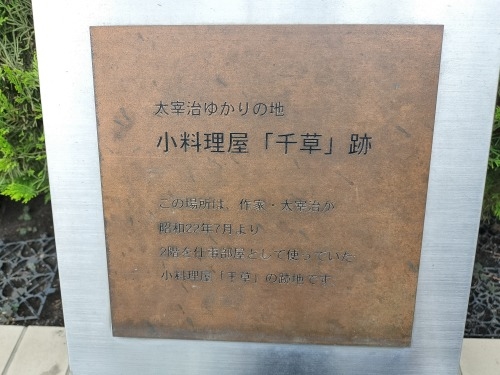 太宰治ゆかりの地
小料理屋「千草」跡
この場所は、作家・太宰治が
昭和22年7月より
2階を仕事部屋として使っていた
小料理屋「千草」の跡地です